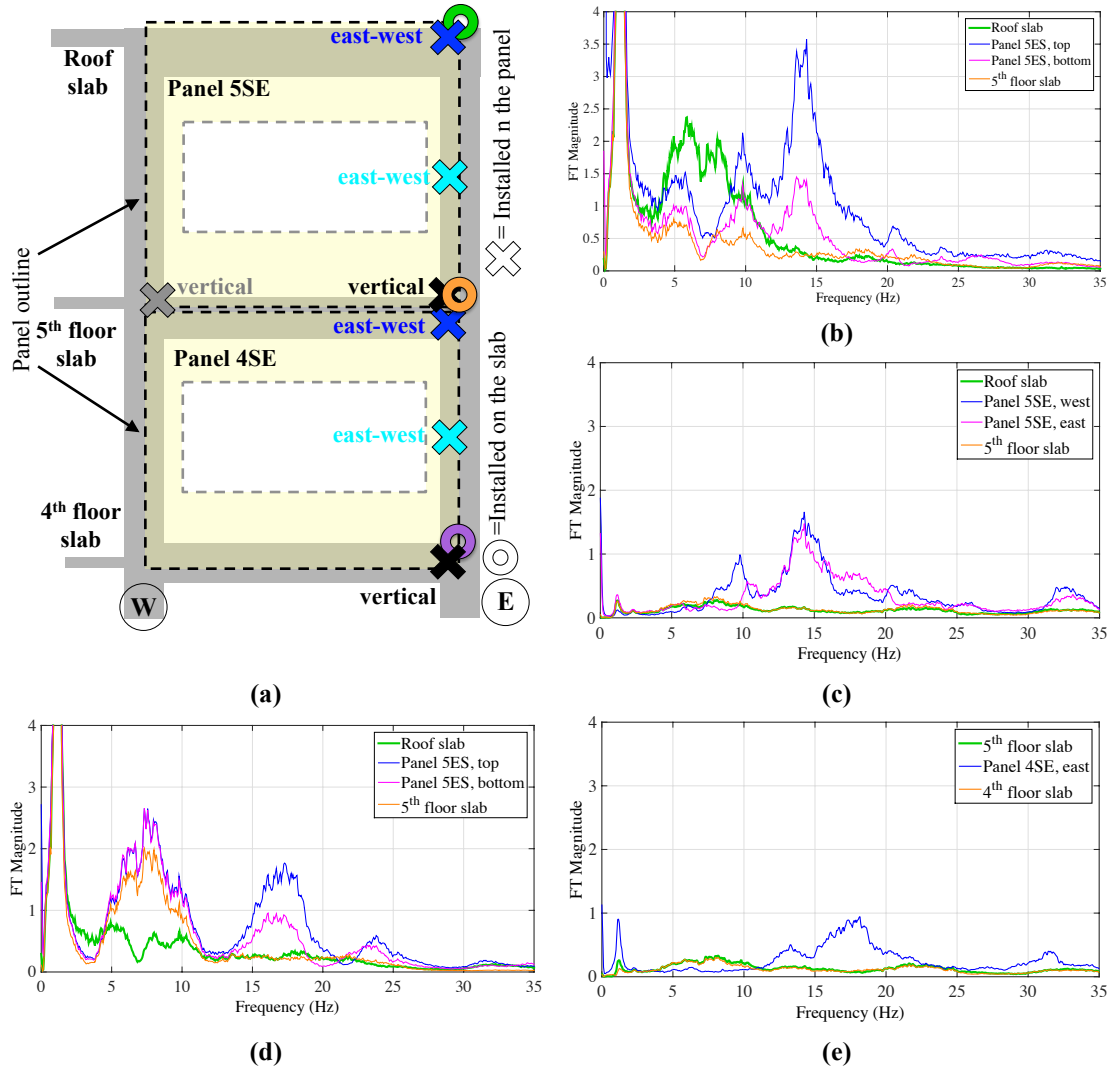 east-west
Roof
slab
Panel 5SE
east-west
= Installed n the panel
Panel outline
vertical
vertical
5th floor
slab
east-west
Panel 4SE
east-west
=Installed on the slab
4th floor
slab
vertical
W
E
(a)
4
3.5
3
2.5
2
1.5
1
0.5
0
FT Magnitude
Roof slab
Panel 5ES, top
Panel 5ES, bottom
5th floor slab
0 5 10 15 20 25 30 35
Frequency (Hz)
(b)
4
3
2
1
0
FT Magnitude
Roof slab
Panel 5SE, west
Panel 5SE, east
5th floor slab
0 5 10 15 20 25 30 35
Frequency (Hz)
(c)
4
3
2
1
0
FT Magnitude
Roof slab
Panel 5ES, top
Panel 5ES, bottom
5th floor slab
0 5 10 15 20 25 30 35
Frequency (Hz)
(d)
4
3
2
1
0
FT Magnitude
5th floor slab
Panel 4SE, east
4th floor slab
0 5 10 15 20 25 30 35
Frequency (Hz)
(e)